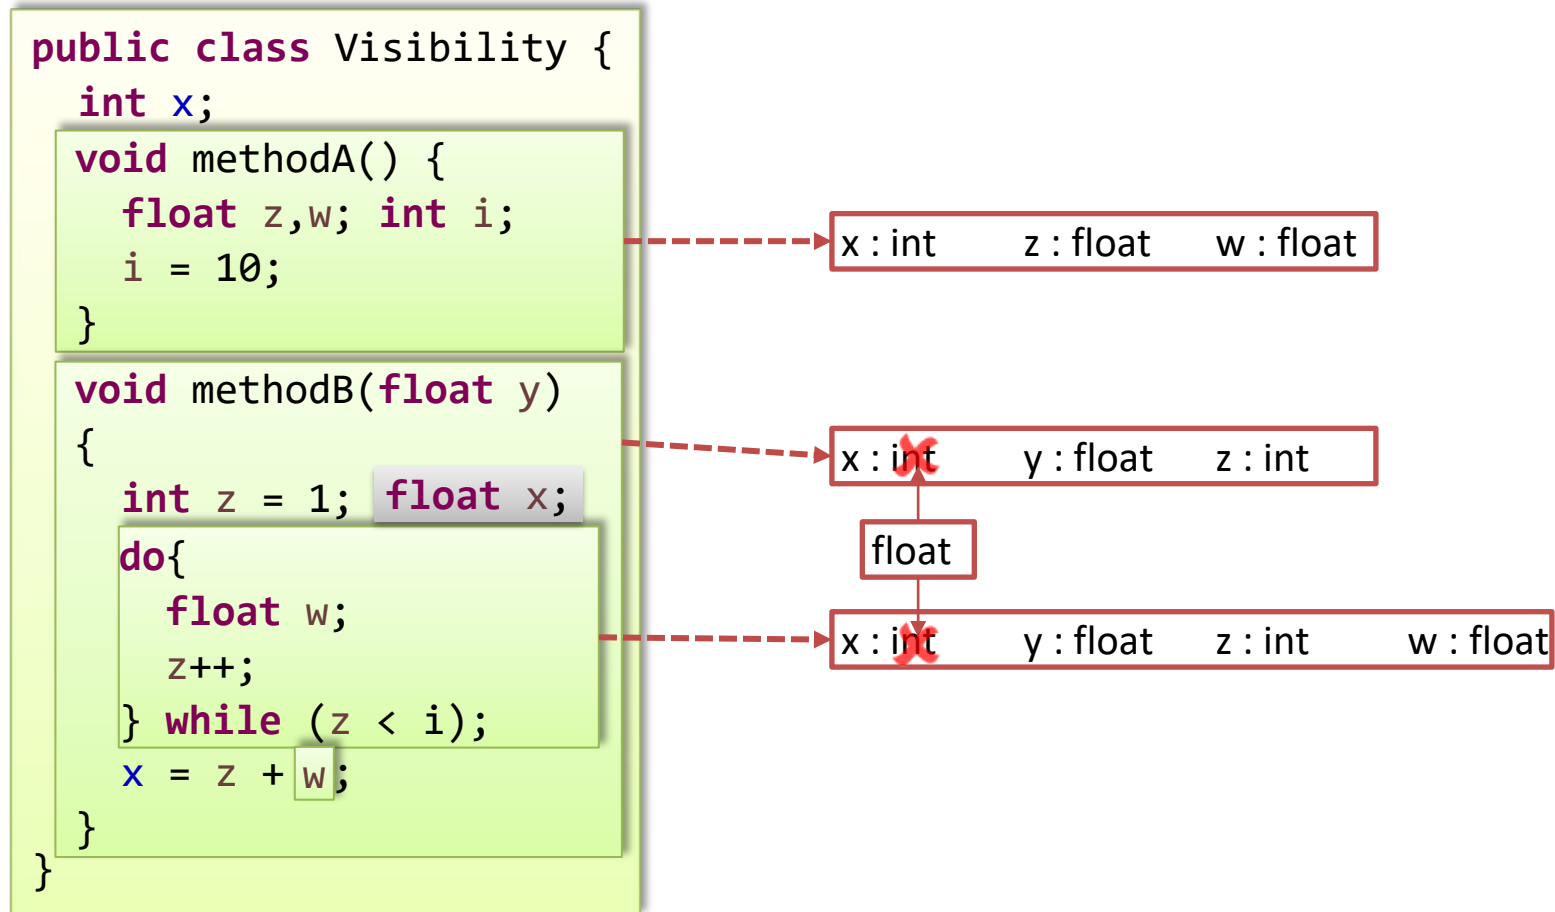 public class Visibility {
int x;
void methodA() {
float z,w; int i;
i = 10;
}
void methodB(float y)
{
int z = 1; float x;
do{
float w;
z++;
} while (z < i);
x = z + w;
}
}
x : int z : float w : float
x : int y : float z : int
float
x : int y : float z : int w : float